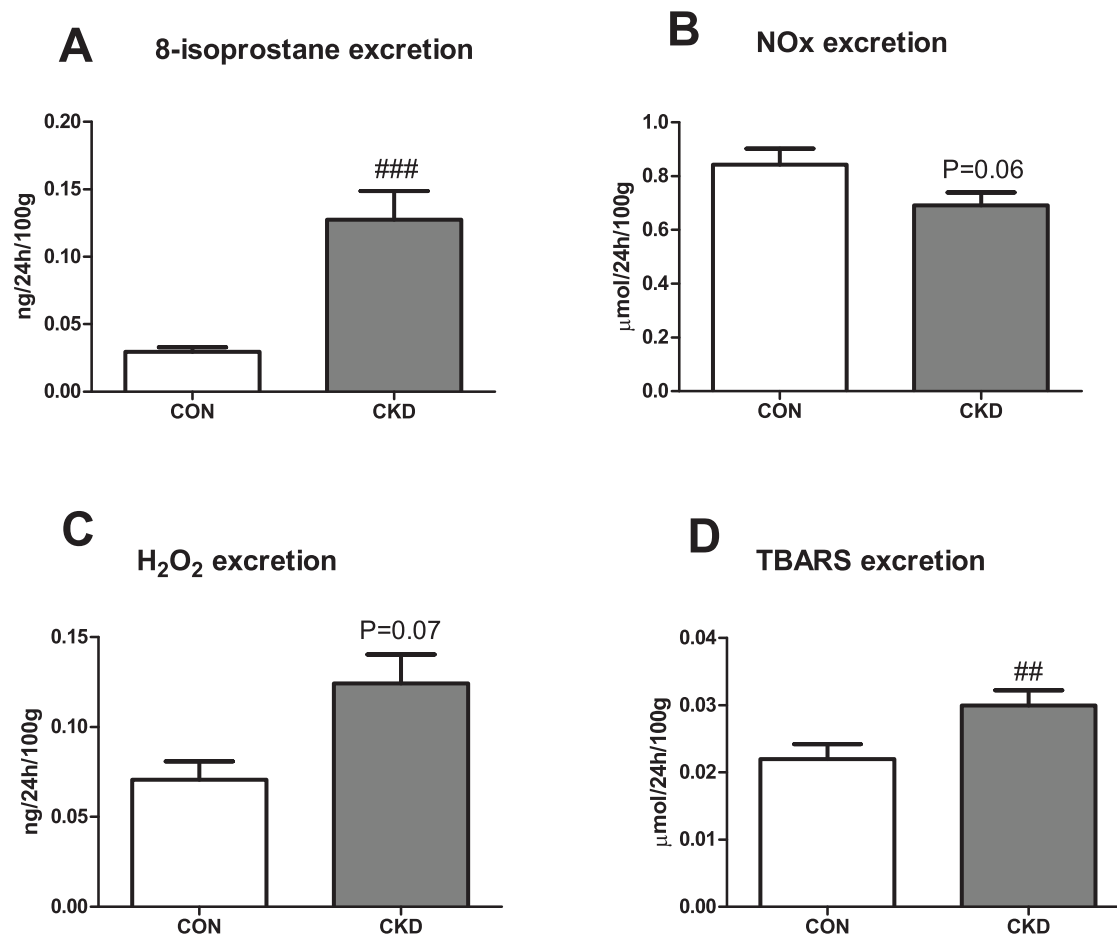 A
8-isoprostane excretion
ng/24h/100g
0.20
0.15
0.10
0.05
0.00
###
CON
CKD
B
NOx excretion
μmol/24h/100g
1.0
0.8
0.6
0.4
0.2
0.0
P=0.06
CON
CKD
C
H₂O₂ excretion
ng/24h/100g
0.15
0.10
0.05
0.00
P=0.07
CON
CKD
D
TBARS excretion
μmol/24h/100g
0.04
0.03
0.02
0.01
0.00
##
CON
CKD